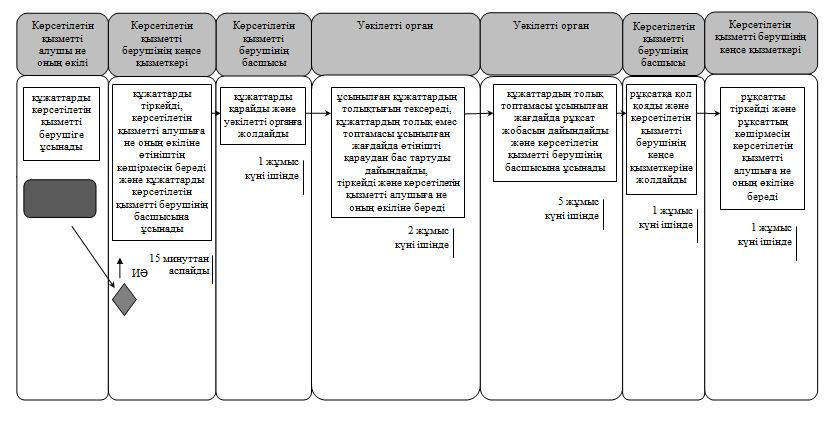 Көрсетілетін
қызметті
алушы не
оның өкілі
Көрсетілетін
қызметті
берушінің кеңсе
қызметкері
Көрсетілетін
қызметті
берушінің
басшысы
Уәкілетті орган
Уәкілетті орган
Көрсетілетін
қызметті
берушінің
басшысы
Көрсетілетін
қызметті берушінің
кеңсе қызметкері
құжаттарды
көрсетілетін
қызметті
берушіге
ұсынады
құжаттарды
тіркейді,
көрсетілетін
қызметті алушыға
не оның өкіліне
өтініштің
көшірмесін береді
және құжаттарды
көрсетілетін
қызметті берушінің
басшысына
ұсынады
15 минуттан
аспайды
ИӘ
құжаттарды
қарайды және
уәкілетті органға
жолдайды
1 жұмыс
күні ішінде
ұсынылған құжаттардың
толықтығын тексереді,
құжаттардың толық емес
топтамасы ұсынылған
жағдайда өтінішті
қараудан бас тартуды
дайындайды,
тіркейді және көрсетілетін
қызметті алушыға не
оның өкіліне береді
2 жұмыс
күні ішінде
құжаттардың толық
топтамасы ұсынылған
жағдайда рұқсат
жобасын дайындайды
және көрсетілетін
қызметті берушінің
басшысына ұсынады
5 жұмыс
күні ішінде
рұқсатқа қол
қояды және
көрсетілетін
қызметті
берушінің
кеңсе
қызметкеріне
жолдайды
1 жұмыс
күні ішінде
рұқсатты
тіркейді және
рұқсаттың
көшірмесін
көрсетілетін
қызметті
алушыға не
оның өкіліне
береді
1 жұмыс
күні ішінде